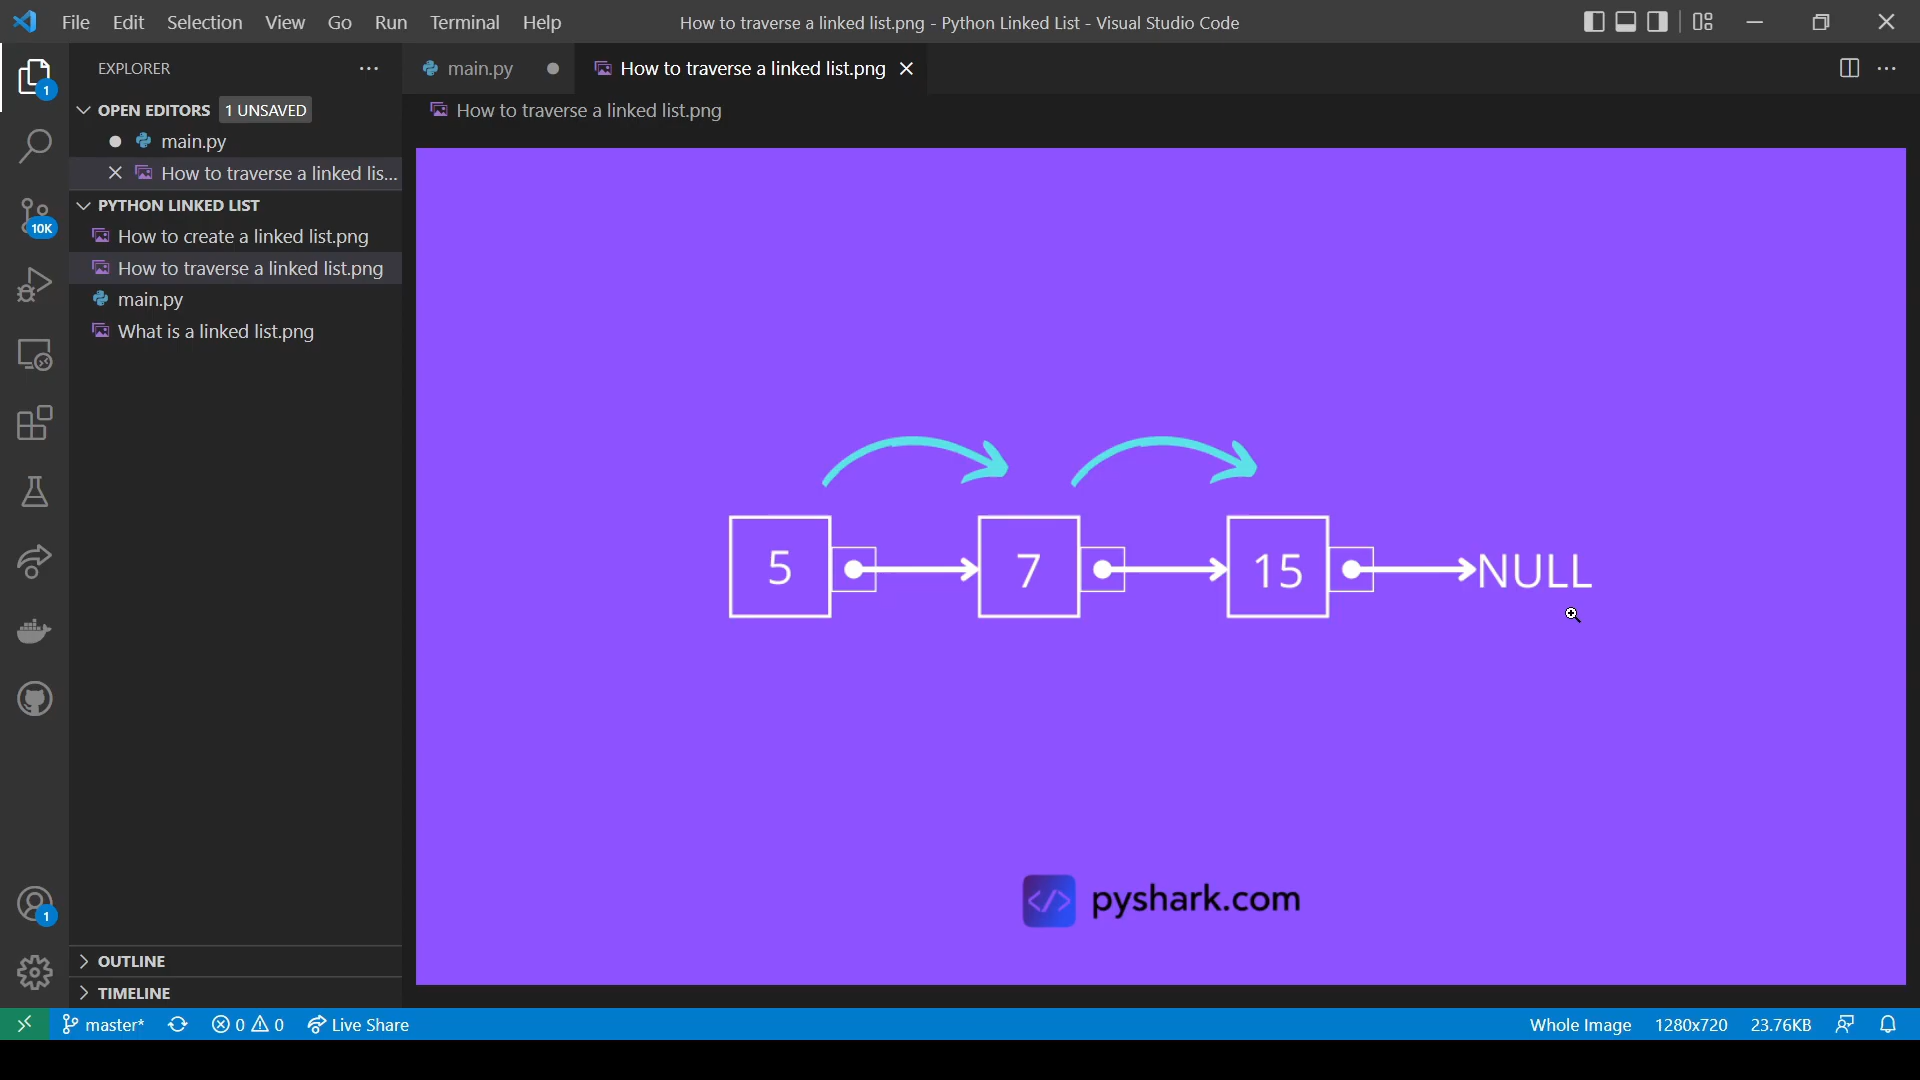 File Edit Selection View Go Run Terminal Help
How to traverse a linked list.png - Python Linked List - Visual Studio Code
EXPLORER
OPEN EDITORS 1 UNSAVED
main.py
How to traverse a linked lis...
PYTHON LINKED LIST
How to create a linked list.png
How to traverse a linked list.png
main.py
What is a linked list.png
OUTLINE
TIMELINE
1
10K
1
main.py How to traverse a linked list.png
How to traverse a linked list.png
5 7 15 NULL
</> pyshark.com
master* 0 0 Live Share
Whole Image 1280x720 23.76KB